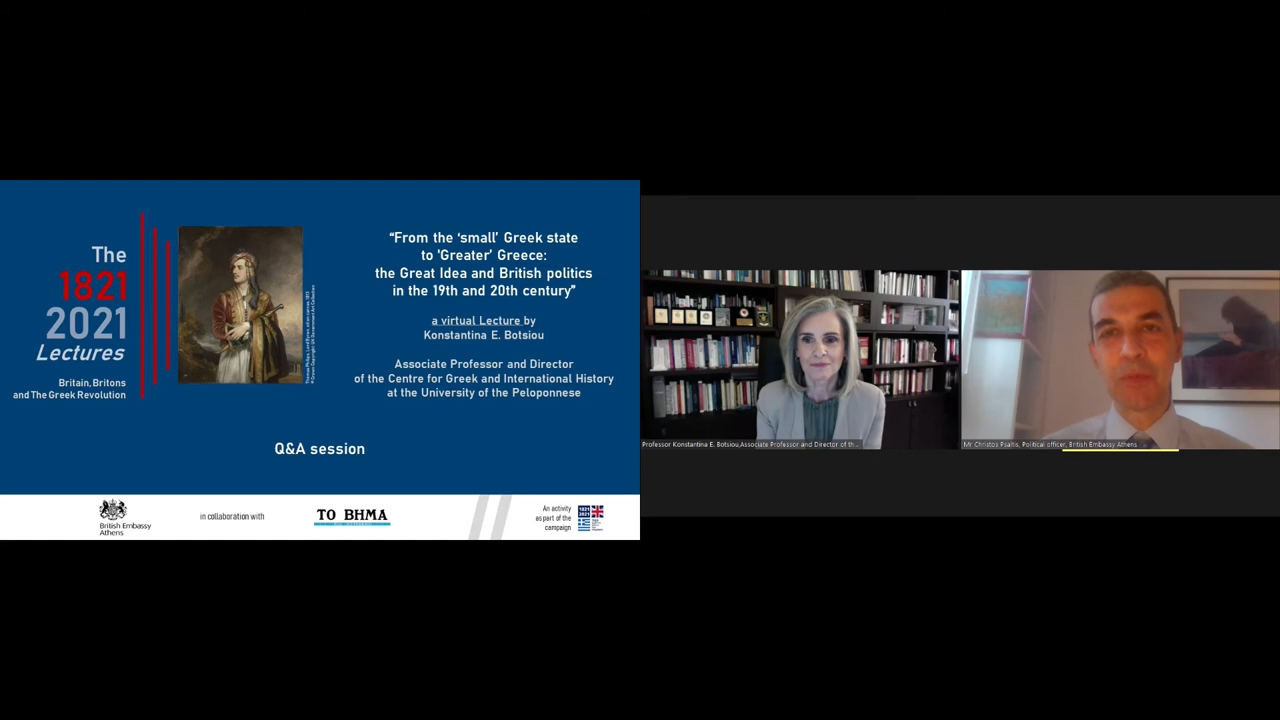 The
1821
2021
Lectures
Britain, Britons
and The Greek Revolution
“From the ‘small’ Greek state
to 'Greater' Greece:
the Great Idea and British politics
in the 19th and 20th century”
a virtual Lecture by
Konstantina E. Botsiou
Associate Professor and Director
of the Centre for Greek and International History
at the University of the Peloponnese
Q&A session
British Embassy
Athens
in collaboration with
ΤΟ ΒΗΜΑ
An activity
as part of the
campaign
1821
2021
Professor Konstantina E. Botsiou,Associate Professor and Director of th...
Mr Christos Psaltis, Political officer, British Embassy Athens